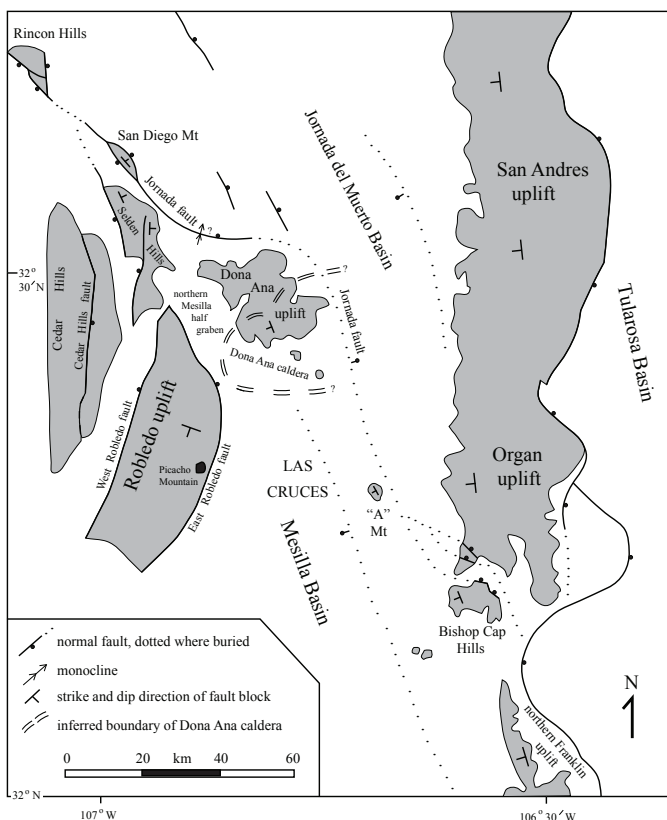 Rincon Hills
San Diego Mt
Jornada fault
?
Selden
Hills
Jornada del Muerto Basin
San Andres
uplift
Tularosa Basin
32°
30′N
Cedar Hills
Cedar Hills fault
northern
Mesilla
half
graben
Dona
Ana
uplift
?
Jornada fault
Dona Ana caldera
?
West Robledo fault
Robledo uplift
Picacho
Mountain
East Robledo fault
LAS
CRUCES
"A"
Mt
Organ
uplift
Mesilla Basin
Bishop Cap
Hills
northern Franklin
uplift
N
normal fault, dotted where buried
monocline
strike and dip direction of fault block
inferred boundary of Dona Ana caldera
?
0 20 km 40 60
32° N
107° W
106° 30′ W